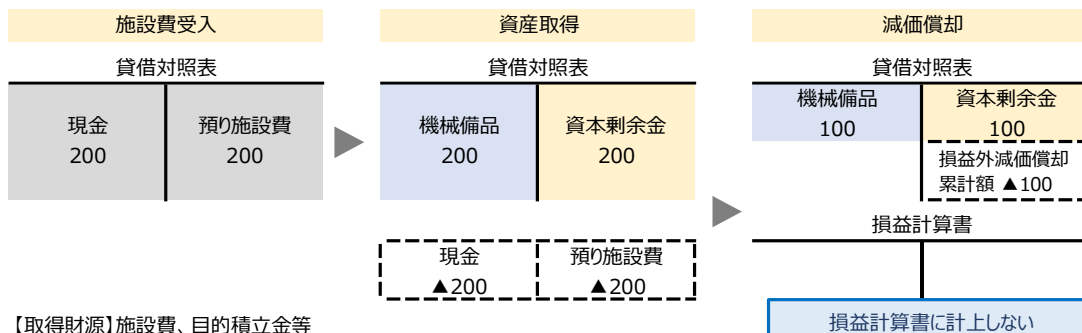 施設費受入
貸借対照表
現金
200
預り施設費
200
資産取得
貸借対照表
機械備品
200
資本剰余金
200
現金
▲200
預り施設費
▲200
減価償却
貸借対照表
機械備品
100
資本剰余金
100
損益外減価償却
累計額 ▲100
損益計算書
損益計算書に計上しない
【取得財源】施設費、目的積立金等